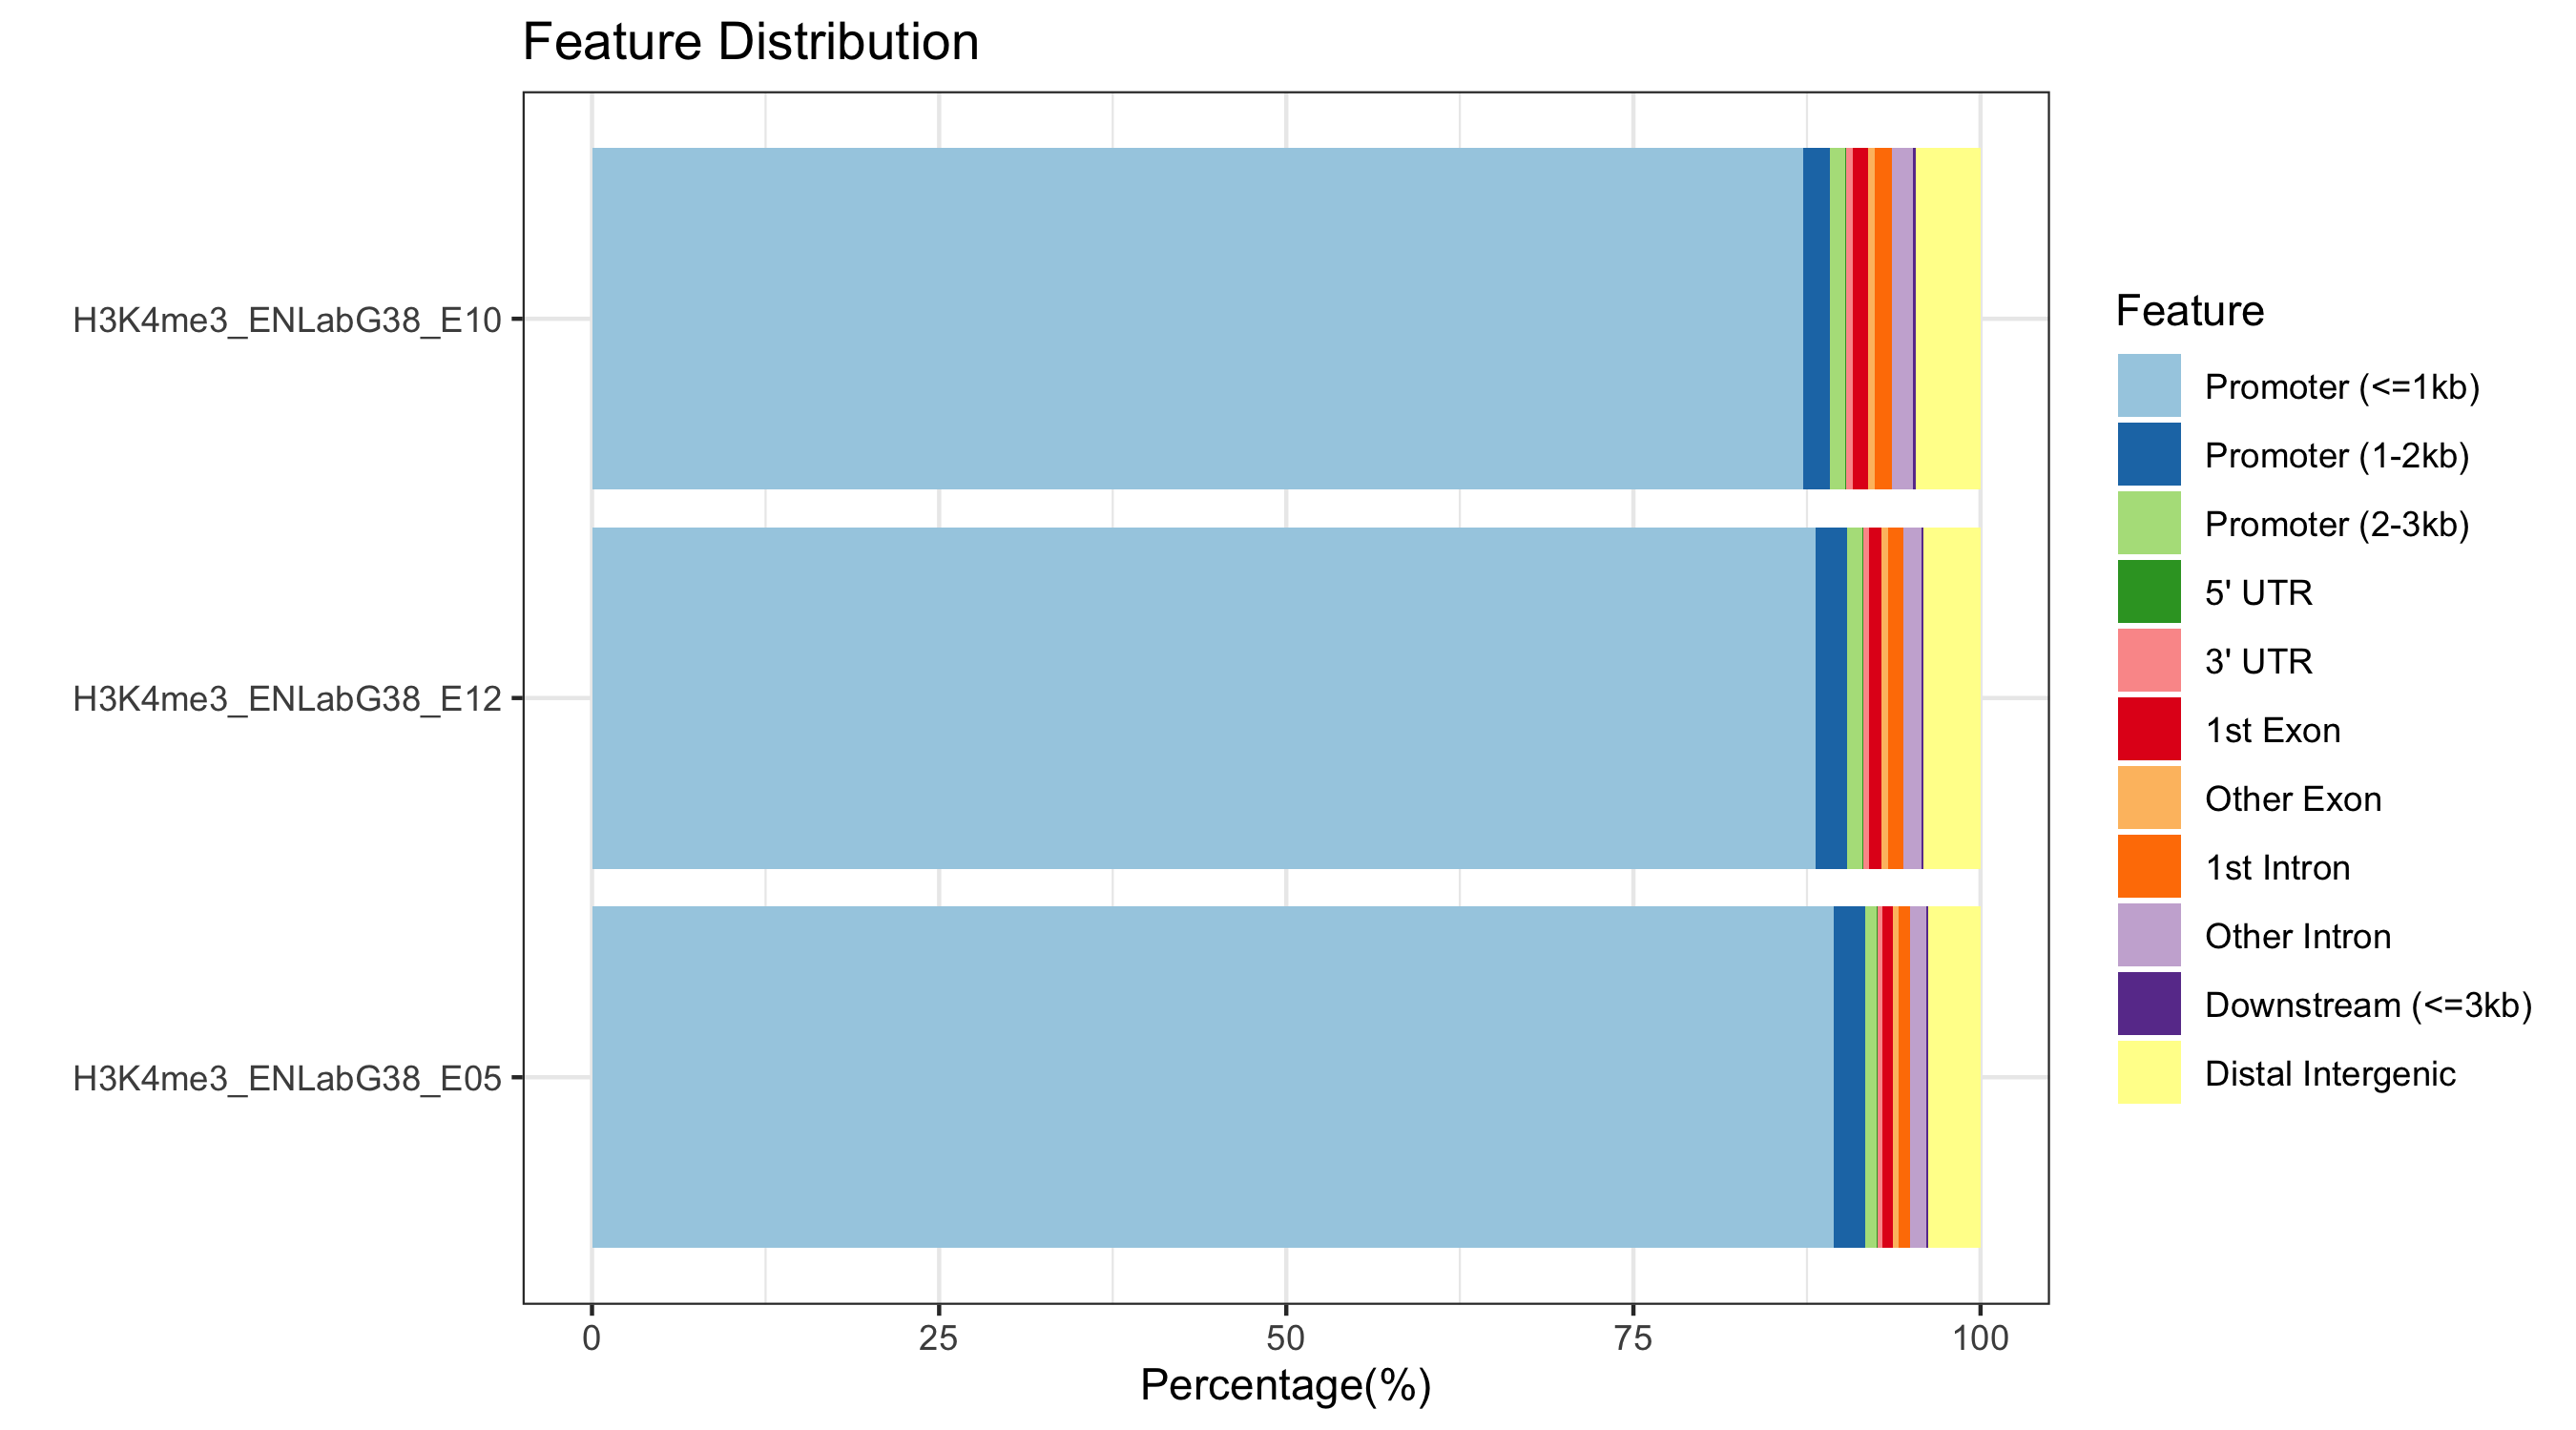 Feature Distribution
H3K4me3_ENLabG38_E10
H3K4me3_ENLabG38_E12
H3K4me3_ENLabG38_E05
0
25
50
75
100
Percentage(%)
Feature
Promoter (<=1kb)
Promoter (1-2kb)
Promoter (2-3kb)
5' UTR
3' UTR
1st Exon
Other Exon
1st Intron
Other Intron
Downstream (<=3kb)
Distal Intergenic